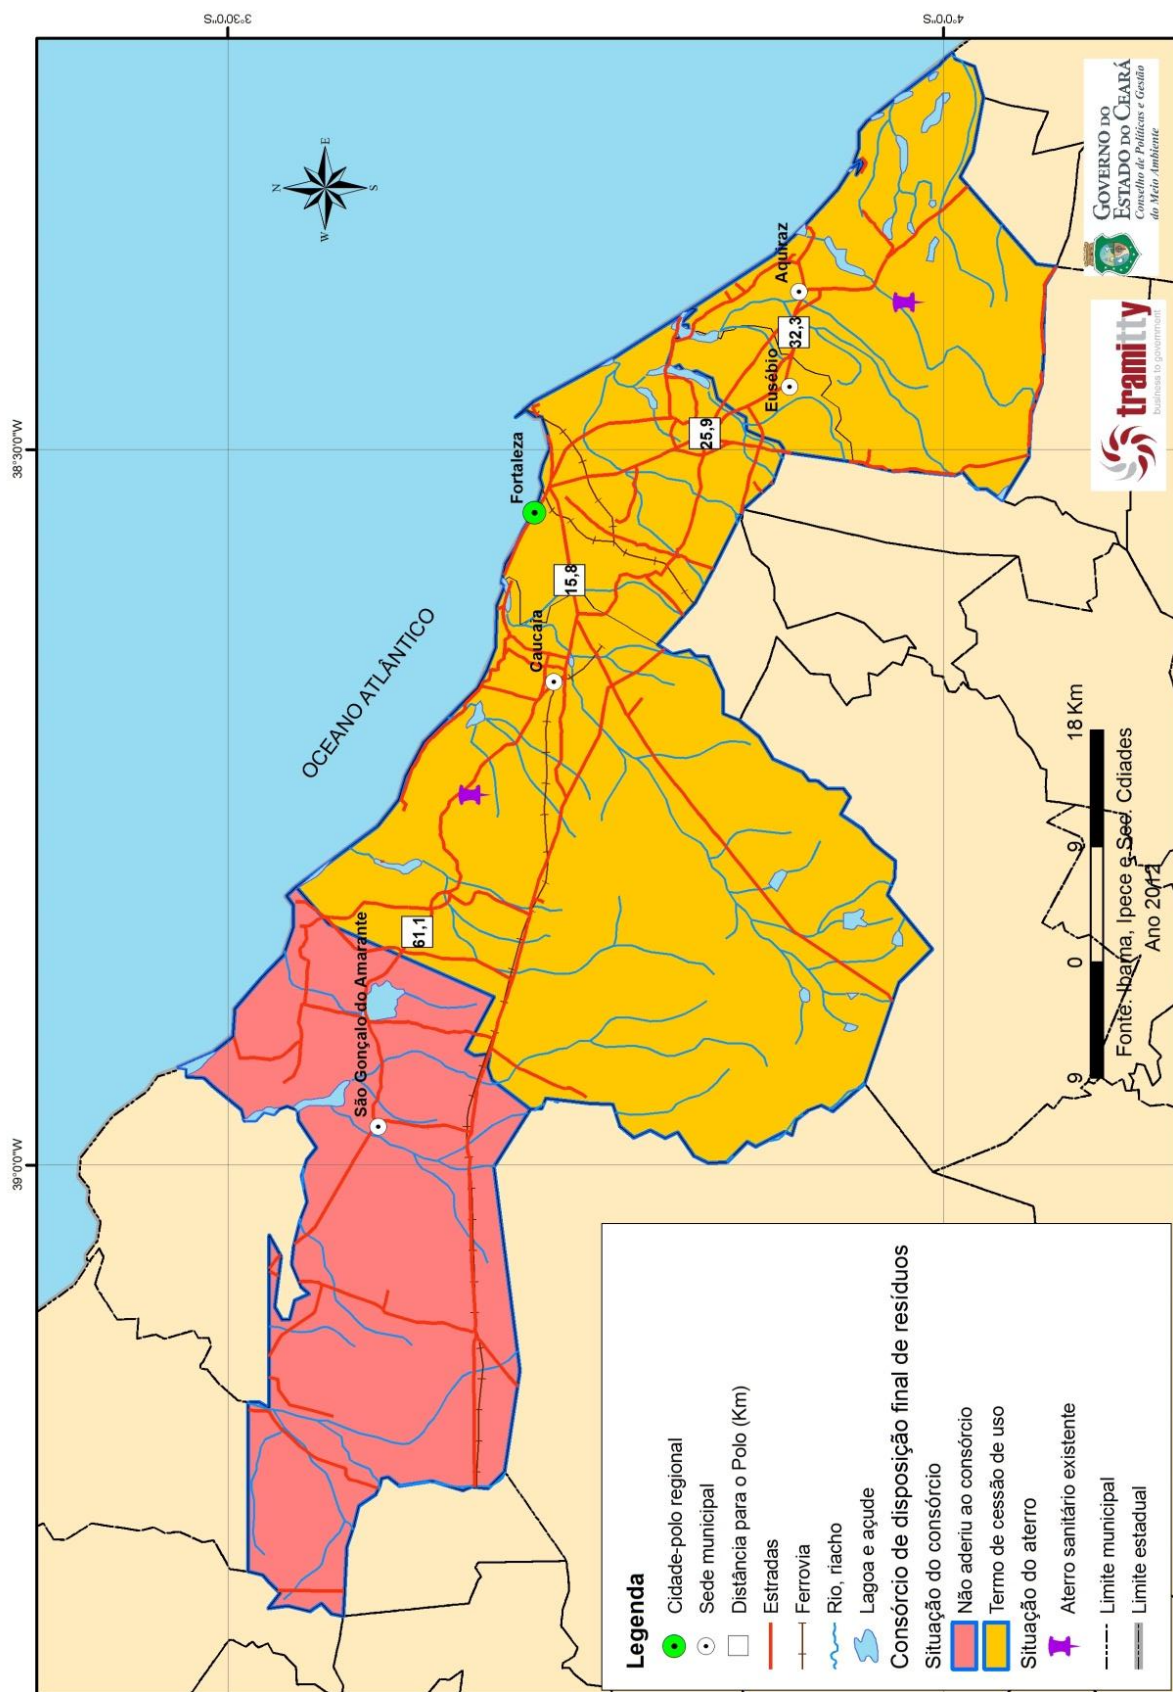 39°0'0"W
38°30'0"W
3°30'0"S
4°0'0"S
N
W
E
S
OCEANO ATLÂNTICO
São Gonçalo do Amarante
61,1
Caucaia
15,8
Fortaleza
25,9
Eusébio
32,3
Aquiraz
Legenda
Cidade-polo regional
Sede municipal
Distância para o Polo (Km)
Estradas
Ferrovia
Rio, riacho
Lagoa e açude
Consórcio de disposição final de resíduos
Situação do consórcio
Não aderiu ao consórcio
Termo de cessão de uso
Situação do aterro
Aterro sanitário existente
Limite municipal
Limite estadual
9 0 9 18 Km
Fonte: Ibama, Ipece e Sec. Cdiades
Ano 2012
tramitty
business to government
GOVERNO DO
ESTADO DO CEARÁ
Conselho de Políticas e Gestão
do Meio Ambiente